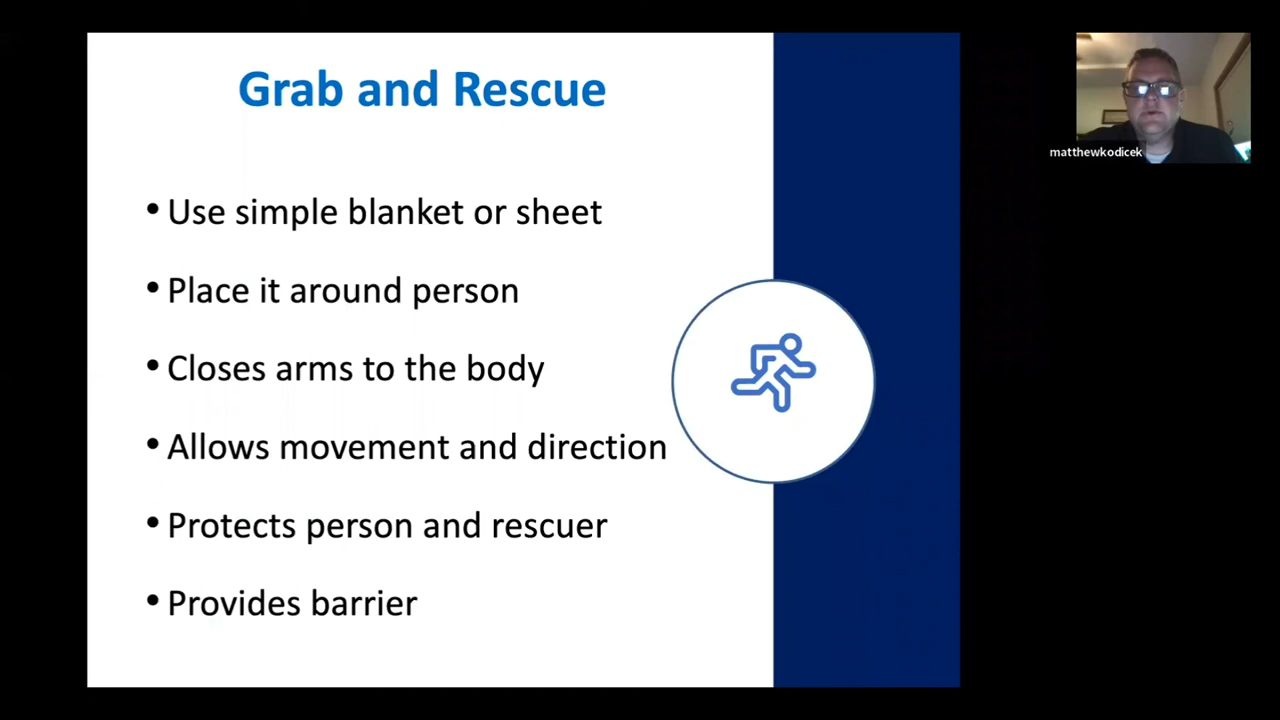 Grab and Rescue
• Use simple blanket or sheet
• Place it around person
• Closes arms to the body
• Allows movement and direction
• Protects person and rescuer
• Provides barrier
matthewkodicek